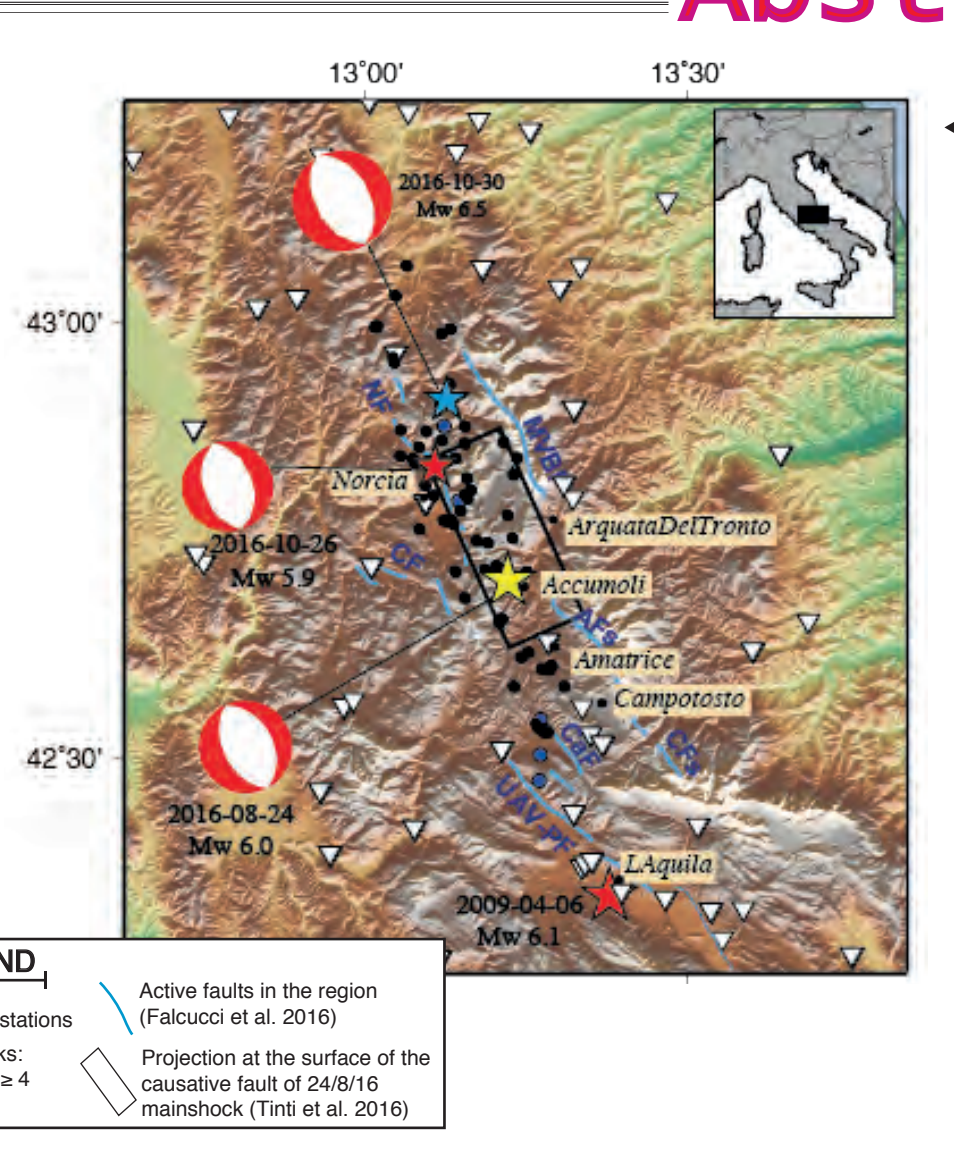 AbSt
13°00' 13°30'
2016-10-30
Mw 6.5
43°00'
NF
MVBF
Norcia
ArquataDelTronto
2016-10-26
Mw 5.9
CF
Accumoli
AFs
Amatrice
Campotosto
CaF
CFs
42°30'
UAV-PF
2016-08-24
Mw 6.0
LAquila
2009-04-06
Mw 6.1
ND
stations
ks:
≥ 4
Active faults in the region
(Falcucci et al. 2016)
Projection at the surface of the
causative fault of 24/8/16
mainshock (Tinti et al. 2016)